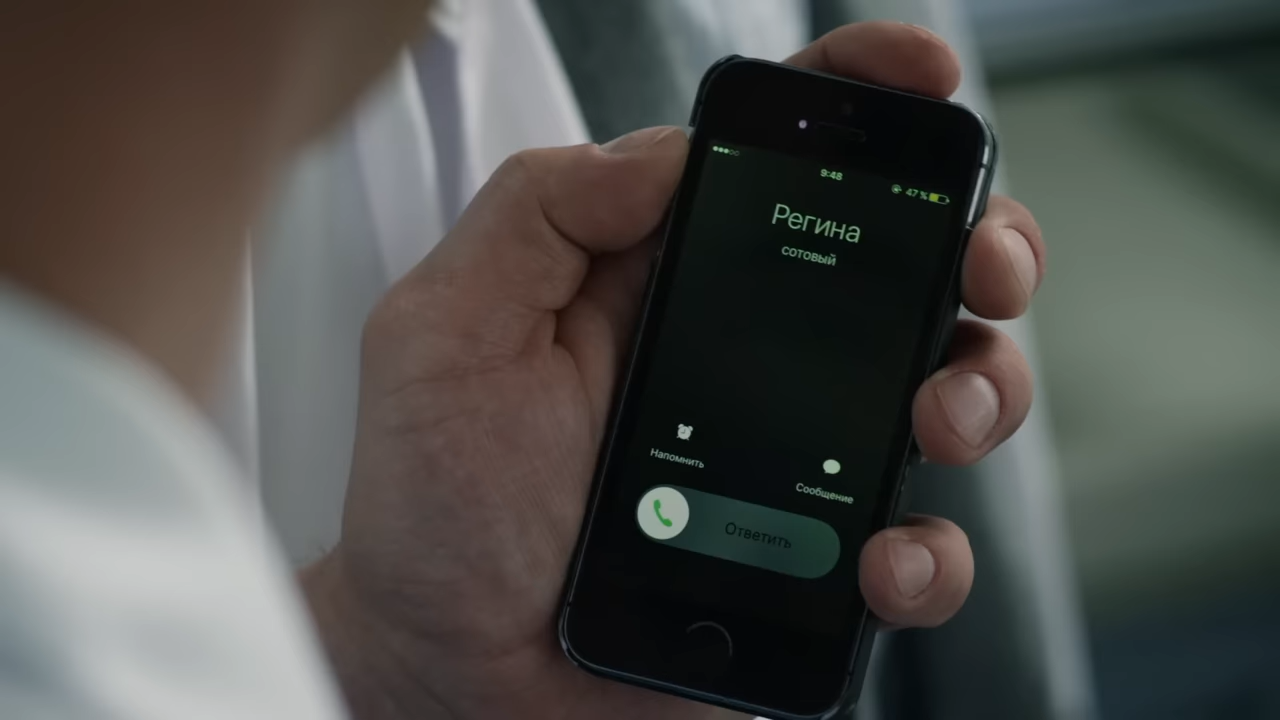 9:48
47 %
Регина
сотовый
Напомнить
Сообщение
Ответить